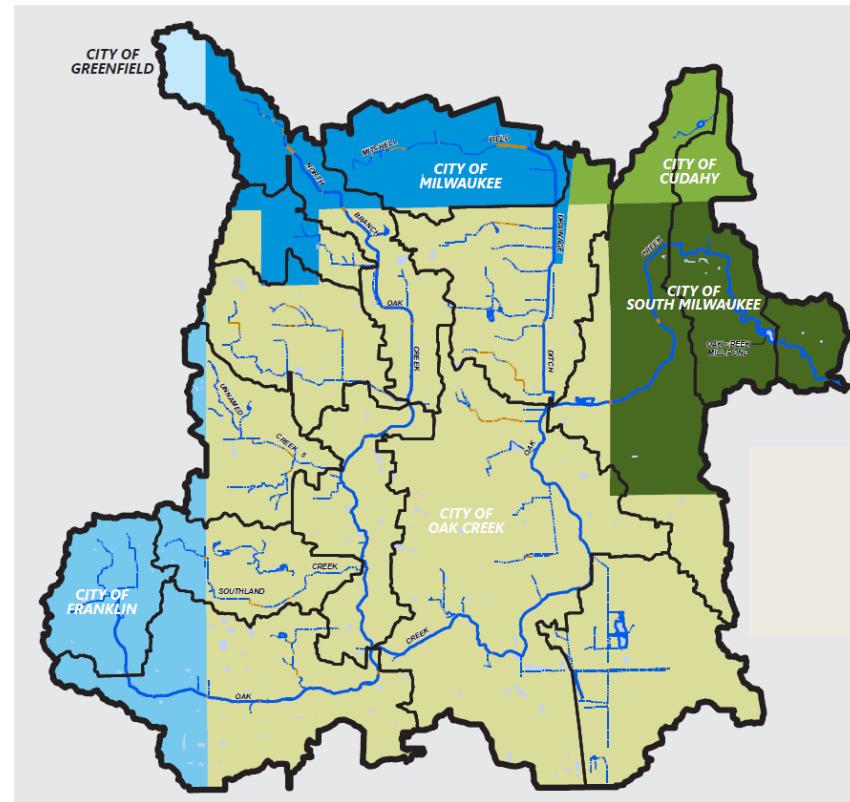 CITY OF
GREENFIELD
MITCHELL
FIELD
CITY OF
MILWAUKEE
CITY OF
CUDAHY
NORTH
BRANCH
DRAINAGE
CREEK
CITY OF
SOUTH MILWAUKEE
OAK
OAK CREEK
MILL POND
CREEK
DITCH
UNNAMED
CREEK 5
OAK
CITY OF
OAK CREEK
CREEK
SOUTHLAND
CITY OF
FRANKLIN
CREEK
OAK